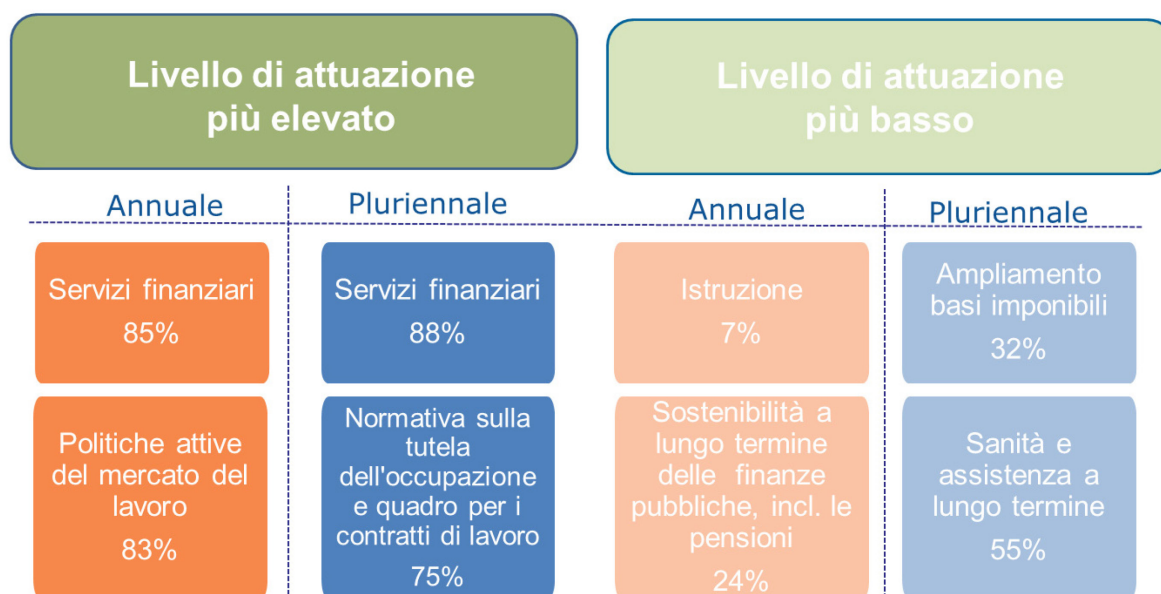 Livello di attuazione
più elevato
Livello di attuazione
più basso
Annuale
Pluriennale
Annuale
Pluriennale
Servizi finanziari
85%
Servizi finanziari
88%
Istruzione
7%
Ampliamento
basi imponibili
32%
Politiche attive
del mercato del
lavoro
83%
Normativa sulla
tutela
dell'occupazione
e quadro per i
contratti di lavoro
75%
Sostenibilità a
lungo termine
delle finanze
pubbliche, incl. le
pensioni
24%
Sanità e
assistenza a
lungo termine
55%